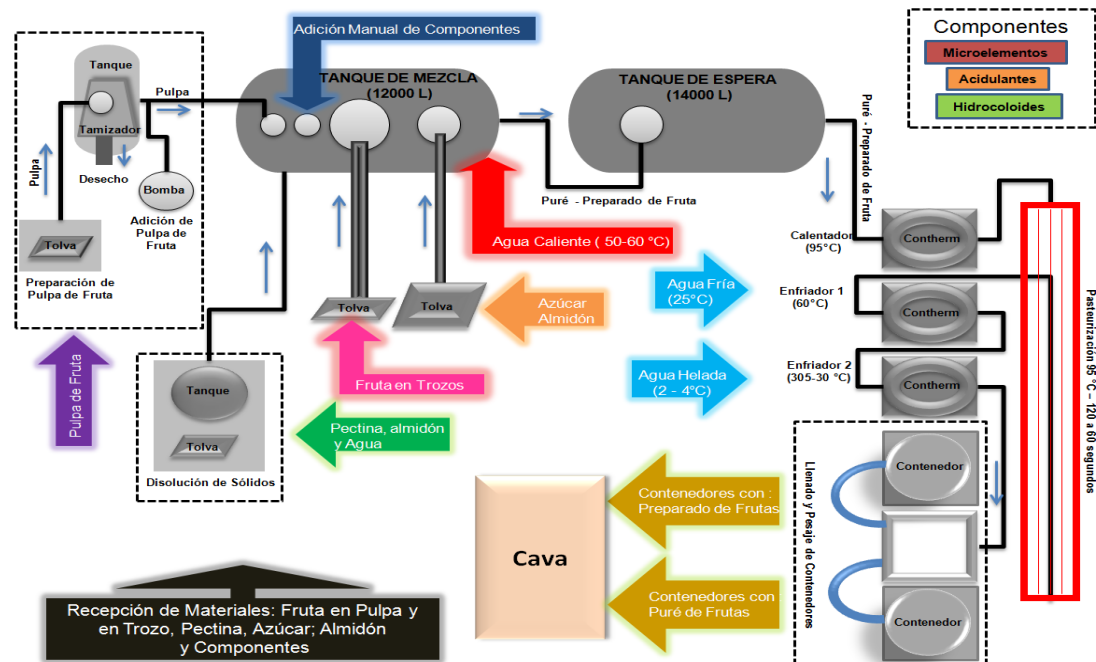 Adición Manual de Componentes
Componentes
Microelementos
Acidulantes
Hidrocoloides
Tanque
Tamizador
Desecho
Pulpa
Pulpa
Bomba
Adición de
Pulpa de
Fruta
Tolva
Preparación de
Pulpa de Fruta
Pulpa de Fruta
TANQUE DE MEZCLA
(12000 L)
TANQUE DE ESPERA
(14000 L)
Puré - Preparado de Fruta
Puré - Preparado
de Fruta
Agua Caliente ( 50-60 °C)
Tolva
Tolva
Azúcar
Almidón
Fruta en Trozos
Tanque
Tolva
Disolución de Sólidos
Pectina, almidón
y Agua
Agua Fría
(25°C)
Agua Helada
(2 - 4ºC)
Calentador
(95°C)
Contherm
Enfriador 1
(60°C)
Contherm
Enfriador 2
(305-30 °C)
Contherm
Pasteurización 95 °C – 120 a 60 segundos
Llenado y Pesaje de Contenedores
Contenedor
Contenedor
Cava
Contenedores con :
Preparado de Frutas
Contenedores con
Puré de Frutas
Recepción de Materiales: Fruta en Pulpa y
en Trozo, Pectina, Azúcar; Almidón
y Componentes